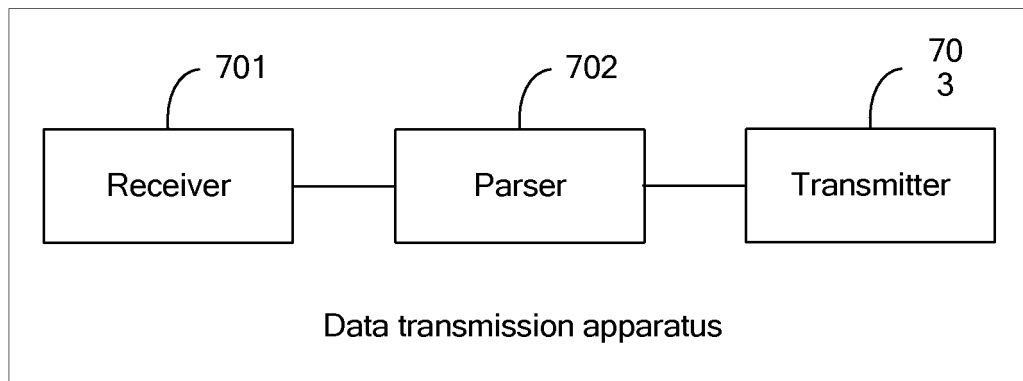 701
702
70
3
Receiver
Parser
Transmitter
Data transmission apparatus